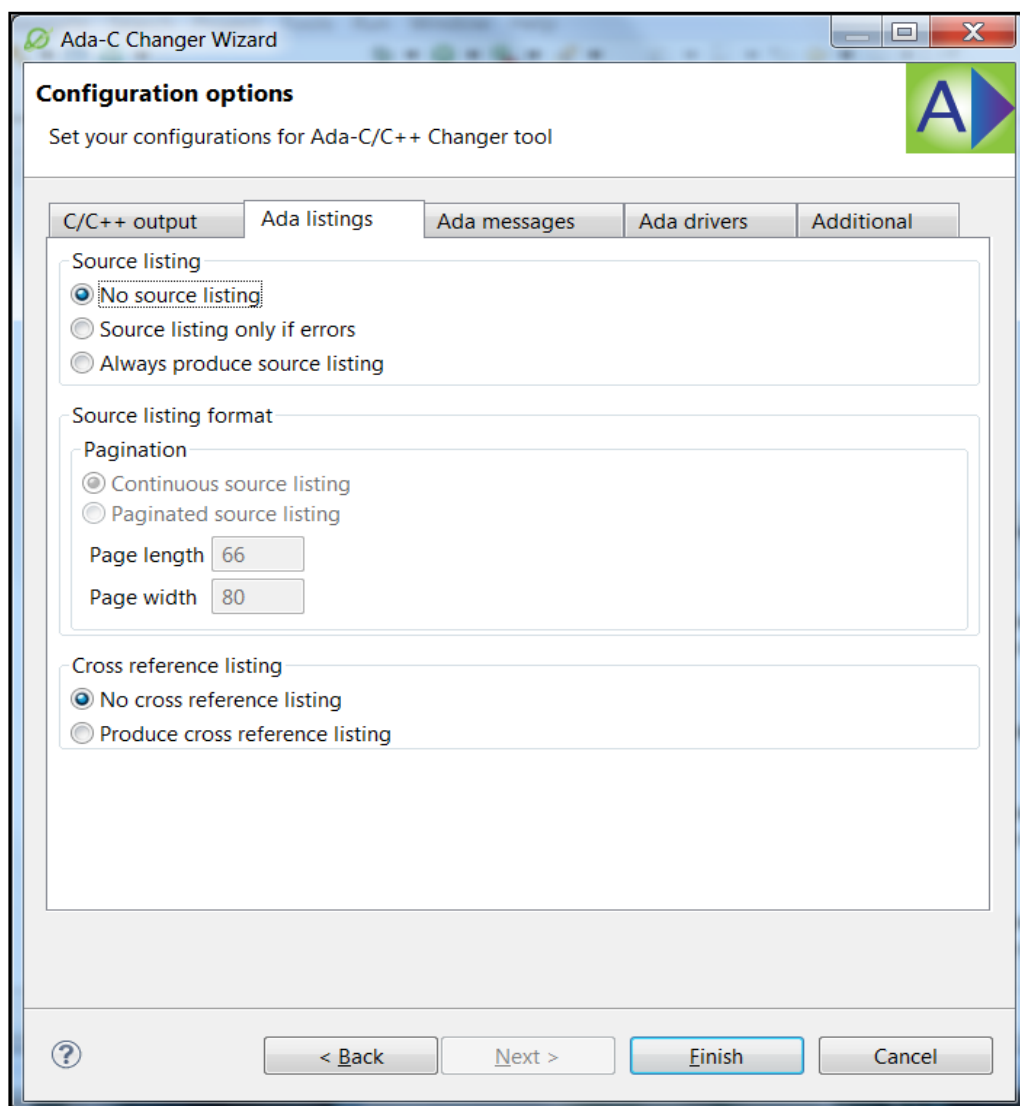 Ada-C Changer Wizard
Configuration options
Set your configurations for Ada-C/C++ Changer tool
A
C/C++ output Ada listings Ada messages Ada drivers Additional
Source listing
No source listing
Source listing only if errors
Always produce source listing
Source listing format
Pagination
Continuous source listing
Paginated source listing
Page length 66
Page width 80
Cross reference listing
No cross reference listing
Produce cross reference listing
? < Back Next > Finish Cancel